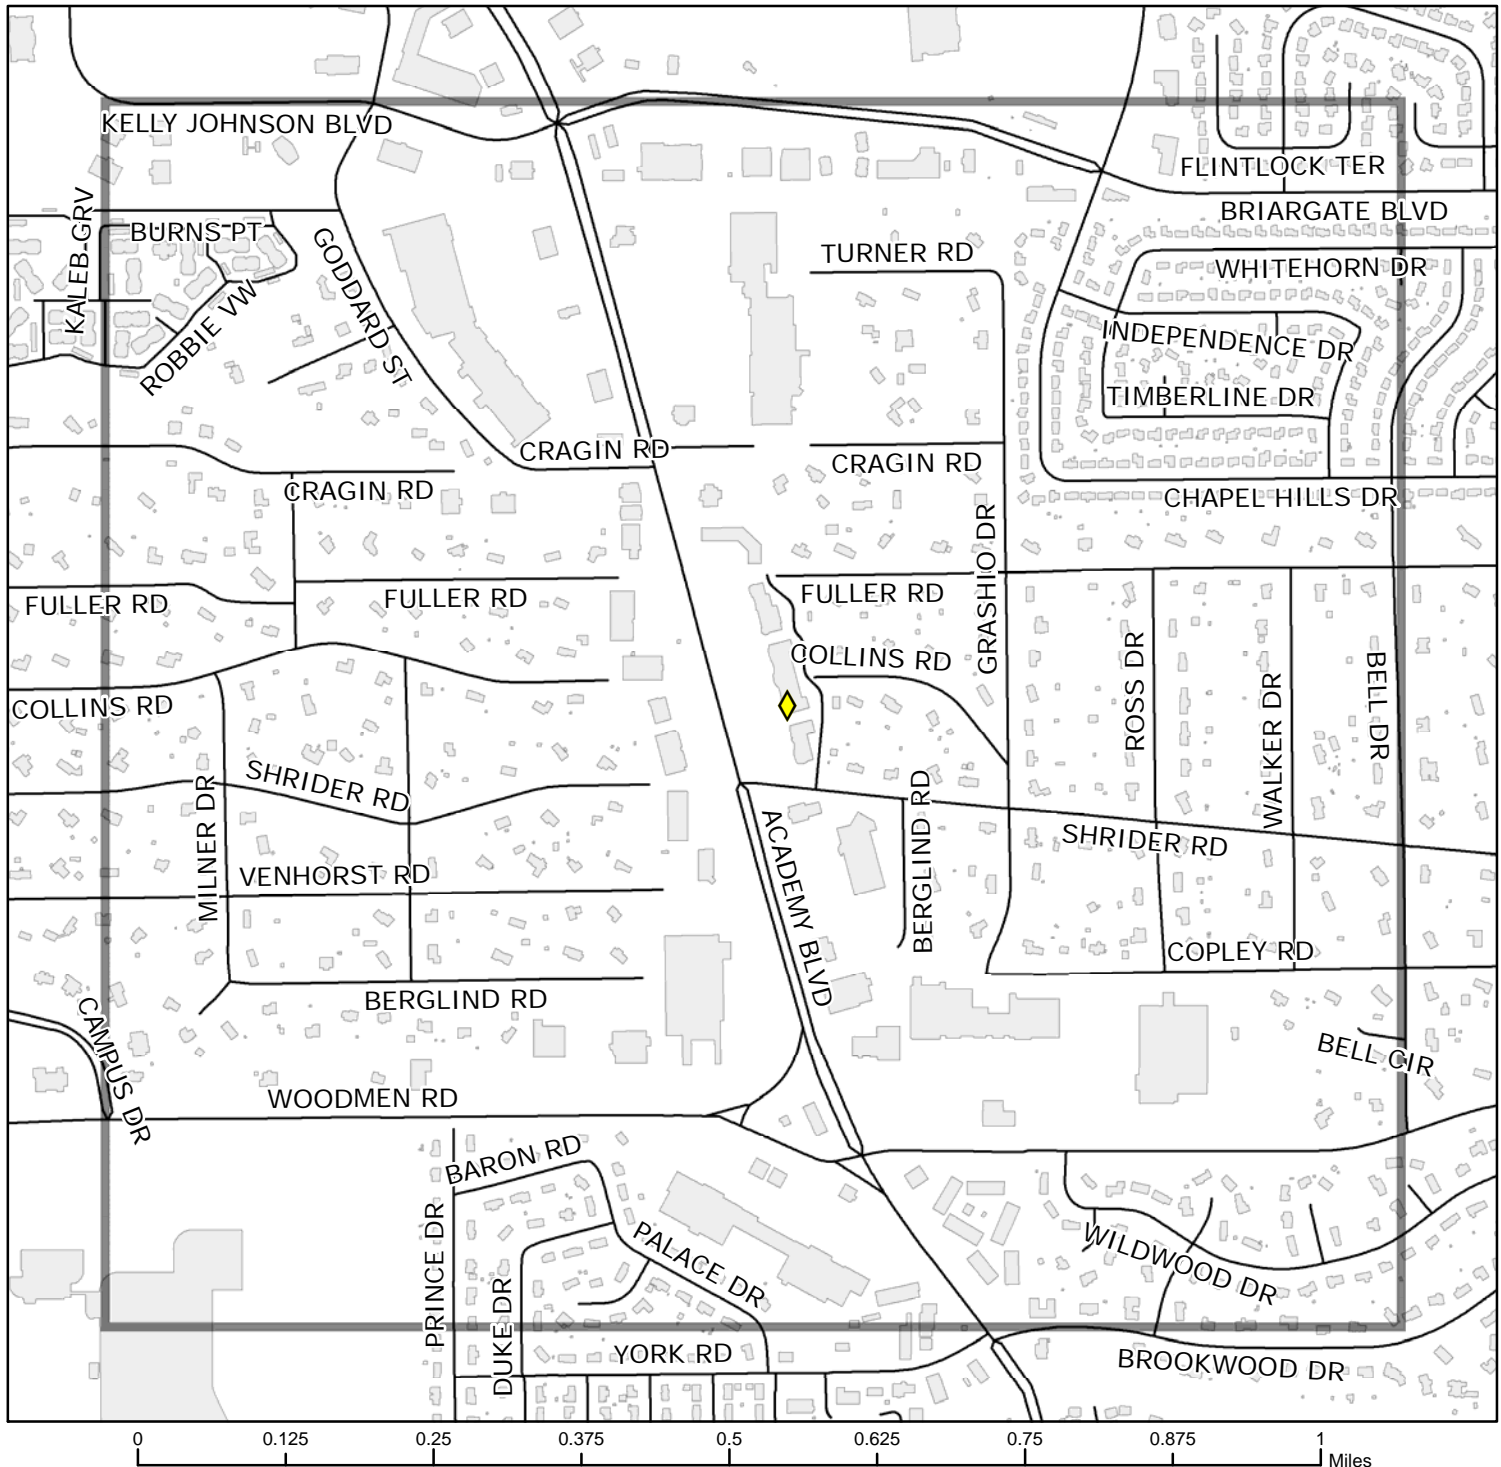 KELLY JOHNSON BLVD
FLINTLOCK TER
BRIARGATE BLVD
KALEB GRV
BURNS PT
GODDARD ST
TURNER RD
WHITEHORN DR
ROBBIE VW
INDEPENDENCE DR
TIMBERLINE DR
CRAGIN RD
CRAGIN RD
CRAGIN RD
CHAPEL HILLS DR
GRASHIO DR
FULLER RD
FULLER RD
FULLER RD
COLLINS RD
COLLINS RD
ROSS DR
WALKER DR
BELL DR
SHRIDER RD
MILNER DR
ACADEMY BLVD
BERGLIND RD
SHRIDER RD
VENHORST RD
COPLEY RD
BERGLIND RD
CAMPUS DR
BELL CIR
WOODMEN RD
BARON RD
PRINCE DR
PALACE DR
WILDWOOD DR
DUKE DR
YORK RD
BROOKWOOD DR
0 0.125 0.25 0.375 0.5 0.625 0.75 0.875 1
Miles